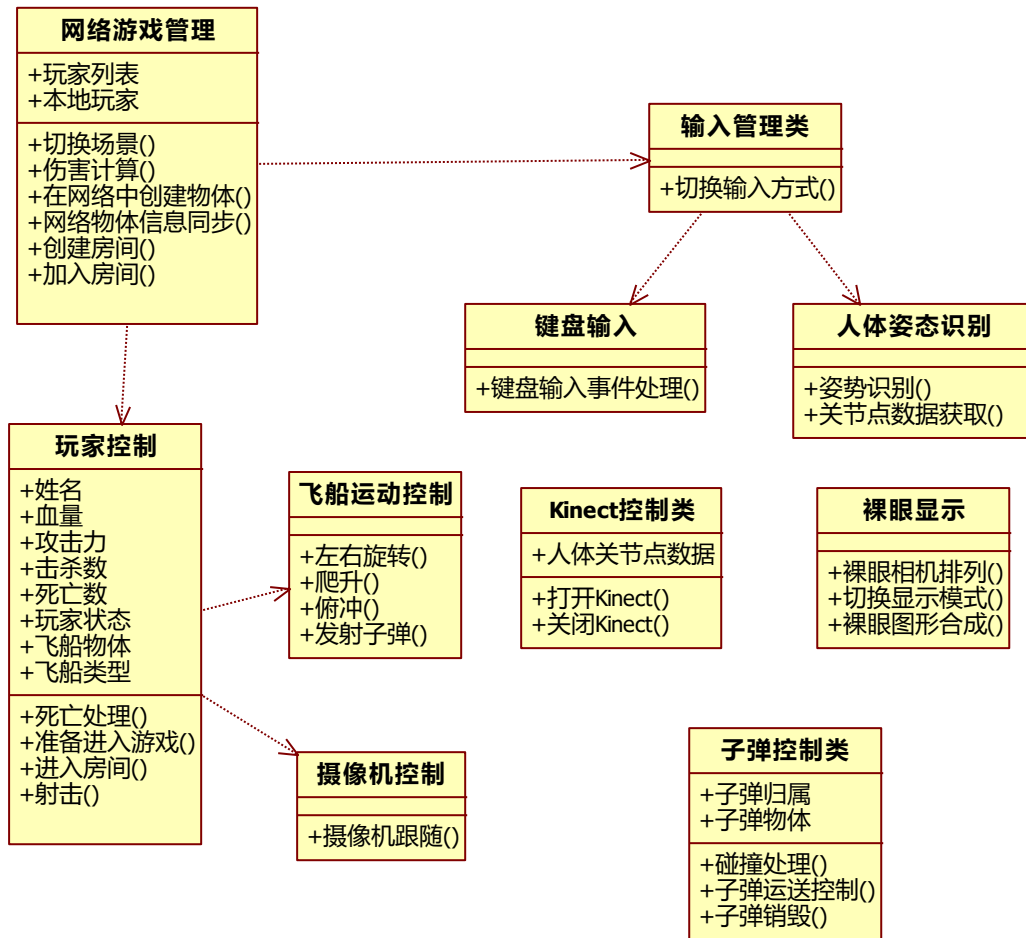 网络游戏管理
+玩家列表
+本地玩家
+切换场景()
+伤害计算()
+在网络中创建物体()
+网络物体信息同步()
+创建房间()
+加入房间()
输入管理类
+切换输入方式()
键盘输入
+键盘输入事件处理()
人体姿态识别
+姿势识别()
+关节点数据获取()
玩家控制
+姓名
+血量
+攻击力
+击杀数
+死亡数
+玩家状态
+飞船物体
+飞船类型
+死亡处理()
+准备进入游戏()
+进入房间()
+射击()
飞船运动控制
+左右旋转()
+爬升()
+俯冲()
+发射子弹()
Kinect控制类
+人体关节点数据
+打开Kinect()
+关闭Kinect()
裸眼显示
+裸眼相机排列()
+切换显示模式()
+裸眼图形合成()
摄像机控制
+摄像机跟随()
子弹控制类
+子弹归属
+子弹物体
+碰撞处理()
+子弹运送控制()
+子弹销毁()